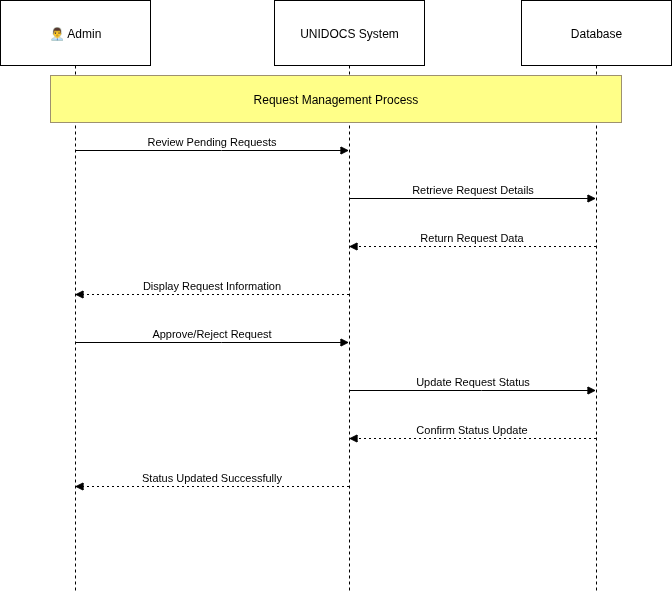 👨‍💼 Admin
UNIDOCS System
Database
Request Management Process
Review Pending Requests
Retrieve Request Details
Return Request Data
Display Request Information
Approve/Reject Request
Update Request Status
Confirm Status Update
Status Updated Successfully